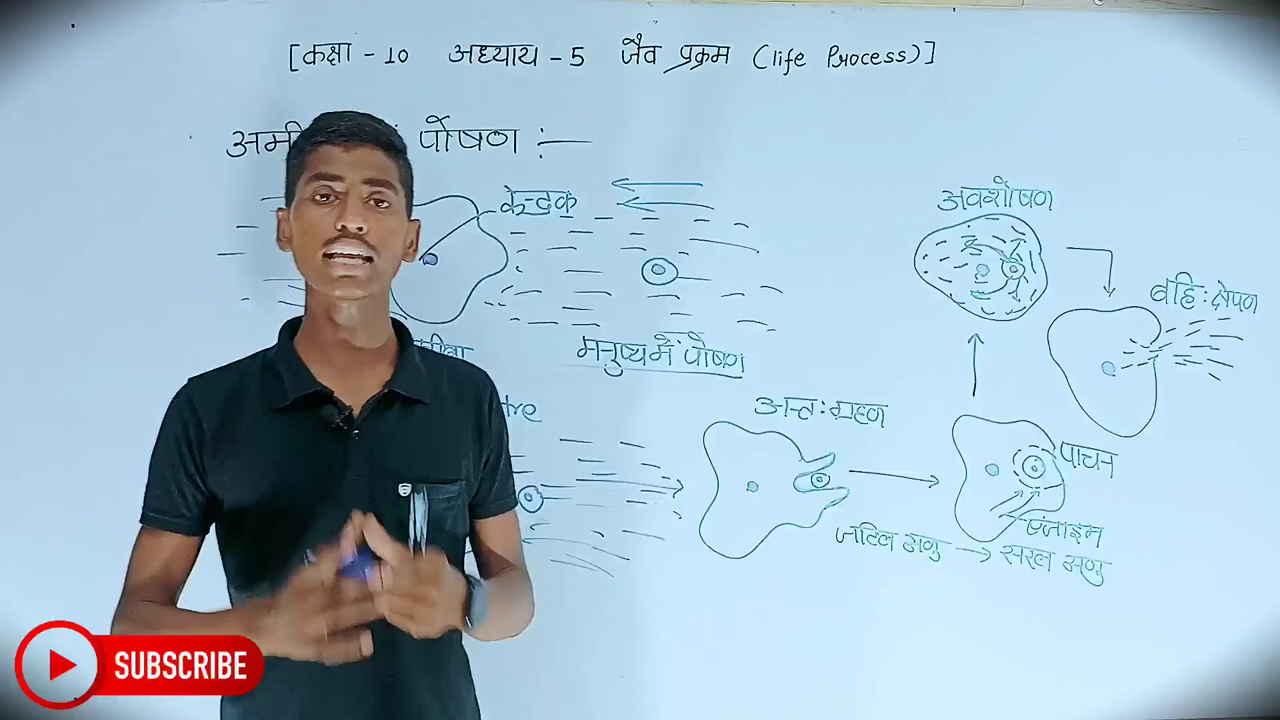 [कक्षा - 10 अध्याय - 5 जैव प्रक्रम (life Process)]
पोषण :-
केन्द्रक
अवशोषण
बहि:क्षेपण
मनुष्य में पोषण
अन्त:ग्रहण
पाचन
एंजाइम
जटिल अणु → सरल अणु
SUBSCRIBE